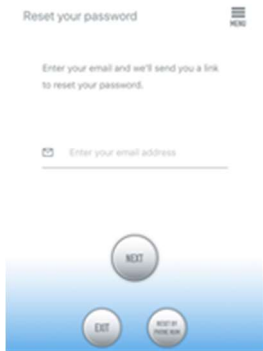 Reset your password
MENU
Enter your email and we'll send you a link
to reset your password.
Enter your email address
NEXT
EXIT
RESET BY
PHONE NUM